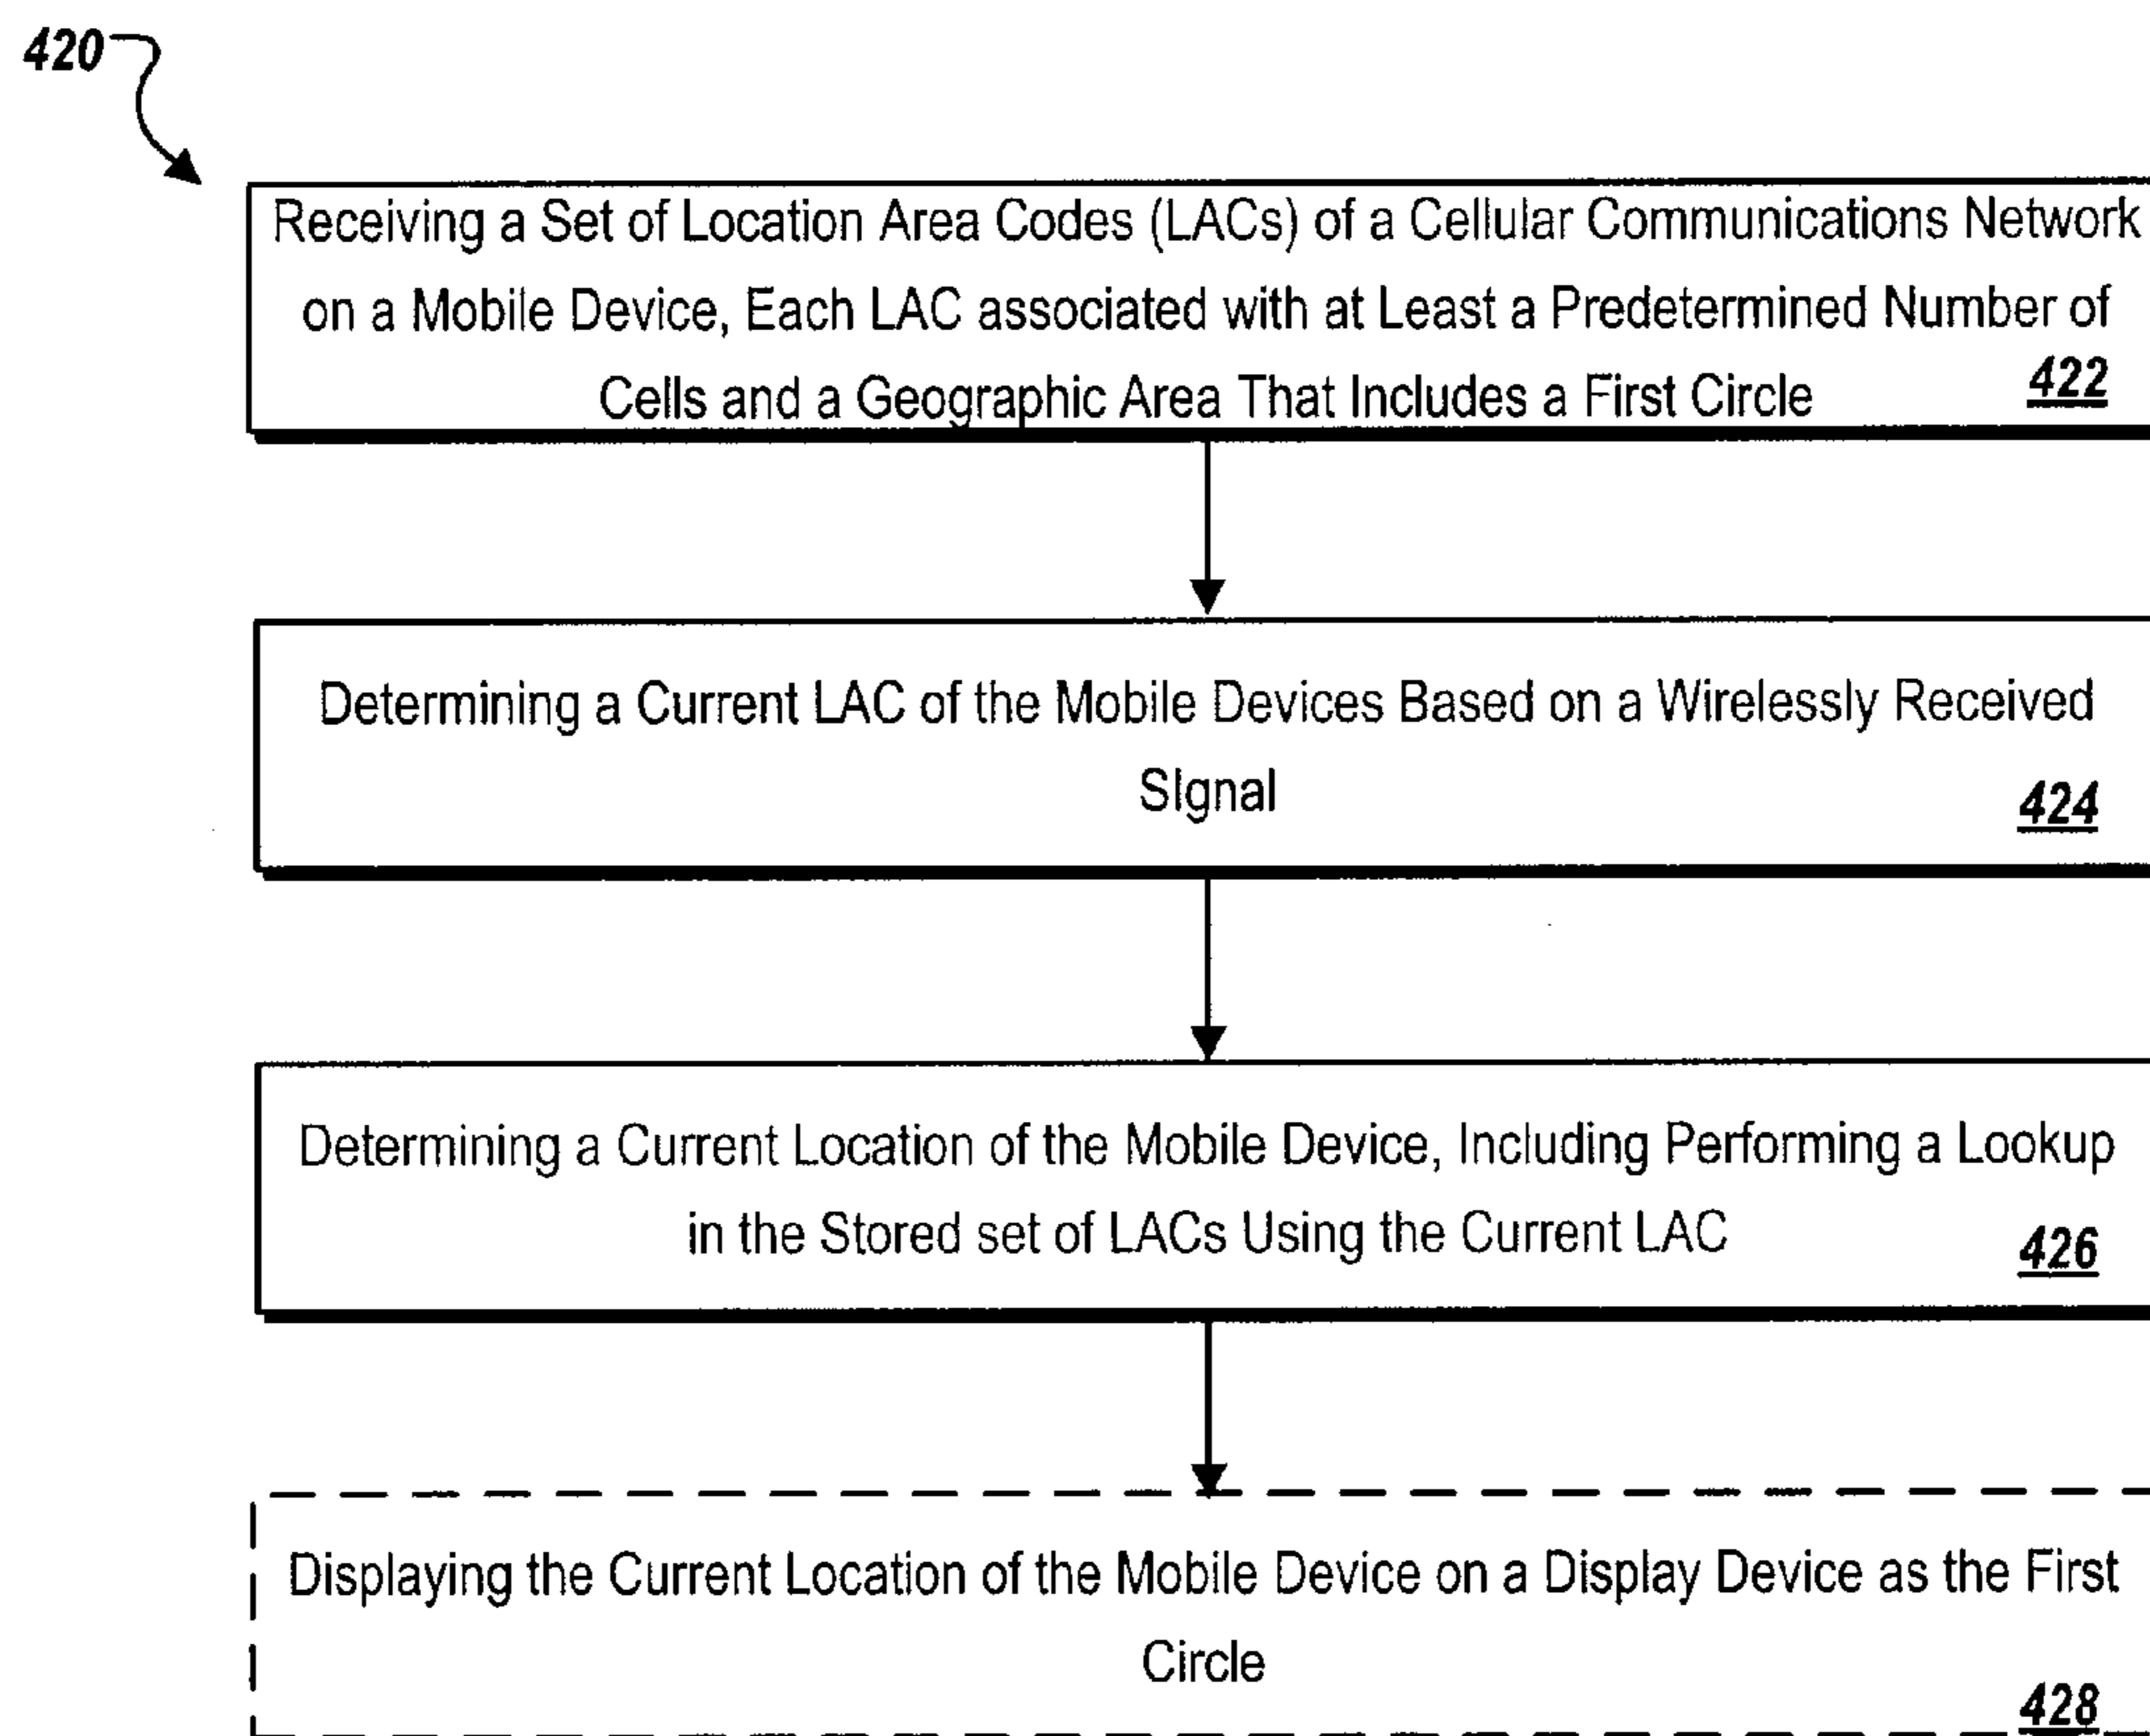 420
Receiving a Set of Location Area Codes (LACs) of a Cellular Communications Network
on a Mobile Device, Each LAC associated with at Least a Predetermined Number of
Cells and a Geographic Area That Includes a First Circle
422
Determining a Current LAC of the Mobile Devices Based on a Wirelessly Received
SIgnal
424
Determining a Current Location of the Mobile Device, Including Performing a Lookup
in the Stored set of LACs Using the Current LAC
426
Displaying the Current Location of the Mobile Device on a Display Device as the First
Circle
428